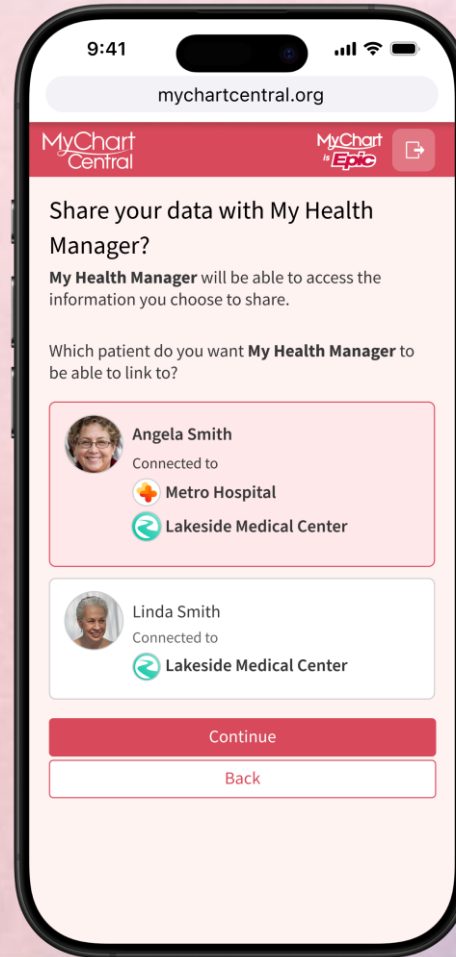 9:41
mychartcentral.org
MyChart
Central
MyChart
is Epic
Share your data with My Health
Manager?
My Health Manager will be able to access the
information you choose to share.
Which patient do you want My Health Manager to
be able to link to?
Angela Smith
Connected to
Metro Hospital
Lakeside Medical Center
Linda Smith
Connected to
Lakeside Medical Center
Continue
Back